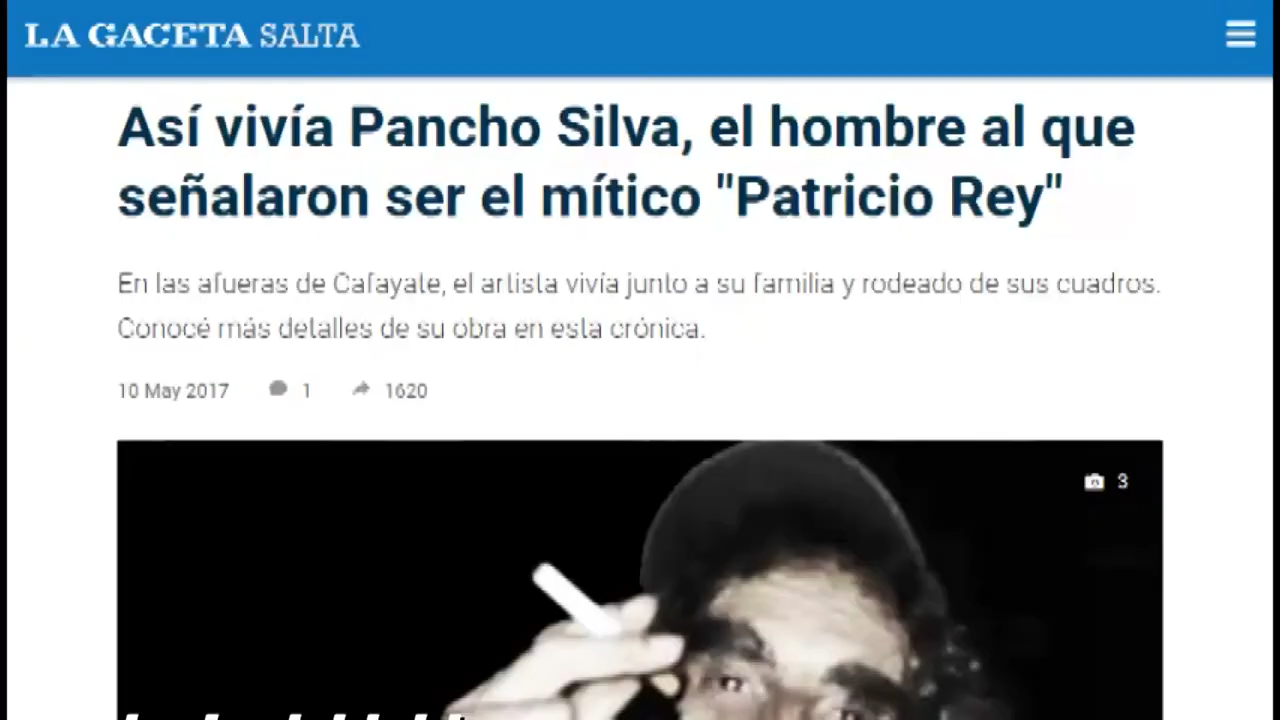 LA GACETA SALTA
Así vivía Pancho Silva, el hombre al que
señalaron ser el mítico "Patricio Rey"
En las afueras de Cafayate, el artista vivía junto a su familia y rodeado de sus cuadros.
Conocé más detalles de su obra en esta crónica.
10 May 2017 1 1620
3